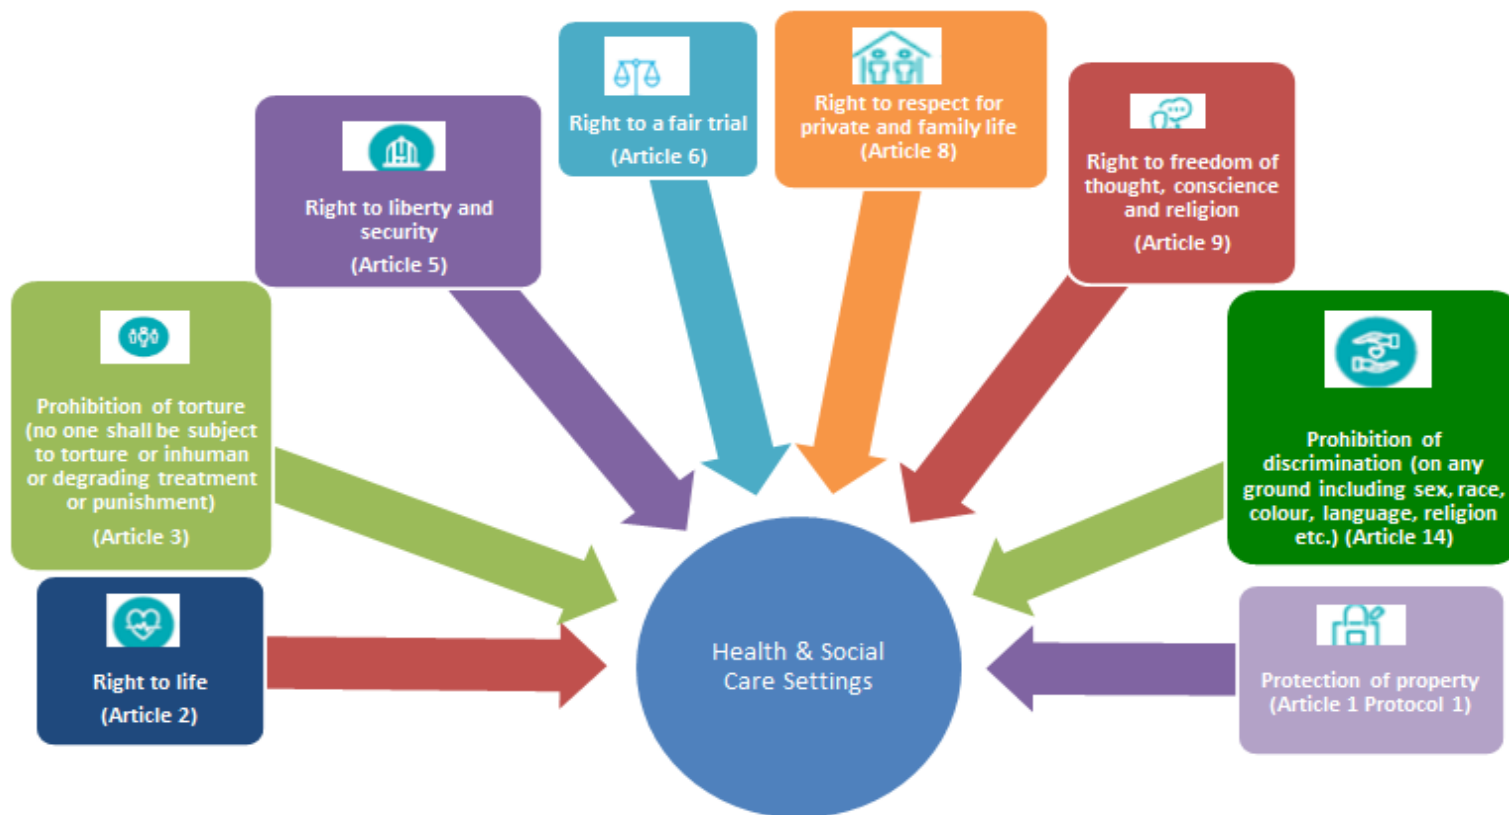 Right to a fair trial
(Article 6)
Right to respect for
private and family life
(Article 8)
Right to freedom of
thought, conscience
and religion
(Article 9)
Right to liberty and
security
(Article 5)
Prohibition of torture
(no one shall be subject
to torture or inhuman
or degrading treatment
or punishment)
(Article 3)
Prohibition of
discrimination (on any
ground including sex, race,
colour, language, religion
etc.) (Article 14)
Right to life
(Article 2)
Health & Social
Care Settings
Protection of property
(Article 1 Protocol 1)